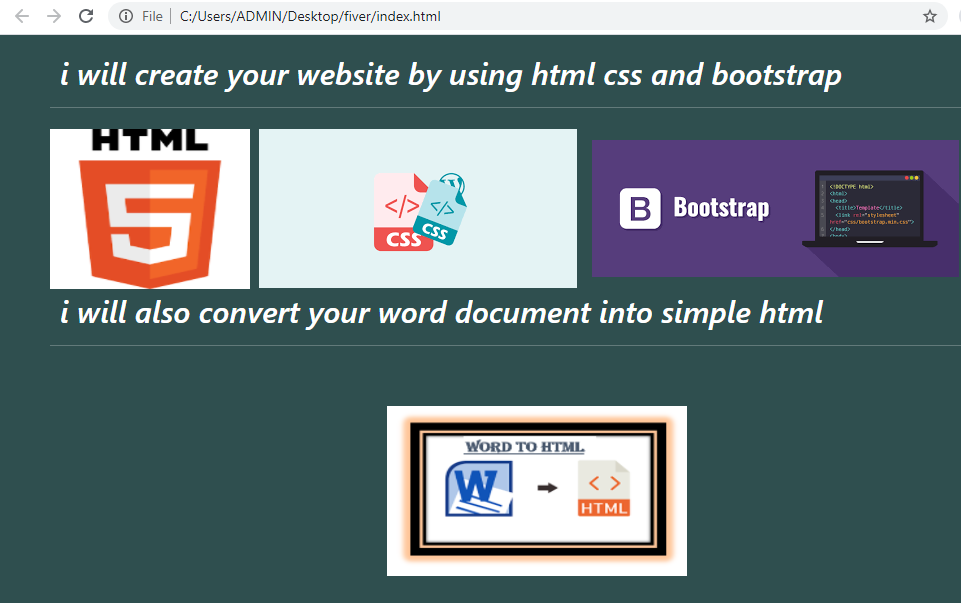 File | C:/Users/ADMIN/Desktop/fiver/index.html
i will create your website by using html css and bootstrap
HTML
5
</>
CSS
</>
CSS
B Bootstrap
<!DOCTYPE html>
<html>
<head>
<title>Template</title>
<link rel="stylesheet"
href="css/bootstrap.min.css">
</head>
<body>
i will also convert your word document into simple html
WORD TO HTML
W
< >
HTML